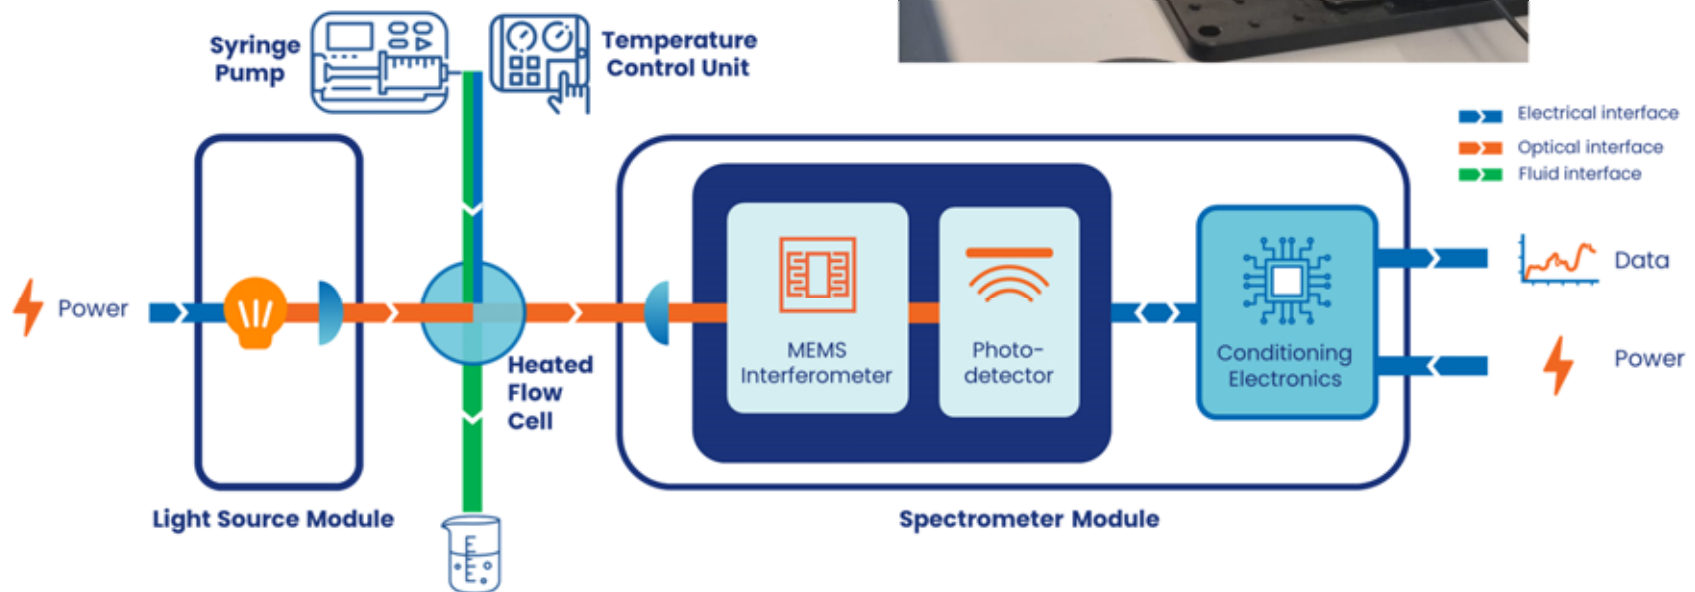 Syringe
Pump
Temperature
Control Unit
Electrical interface
Optical interface
Fluid interface
Power
Heated
Flow
Cell
MEMS
Interferometer
Photo-
detector
Conditioning
Electronics
Data
Power
Light Source Module
Spectrometer Module